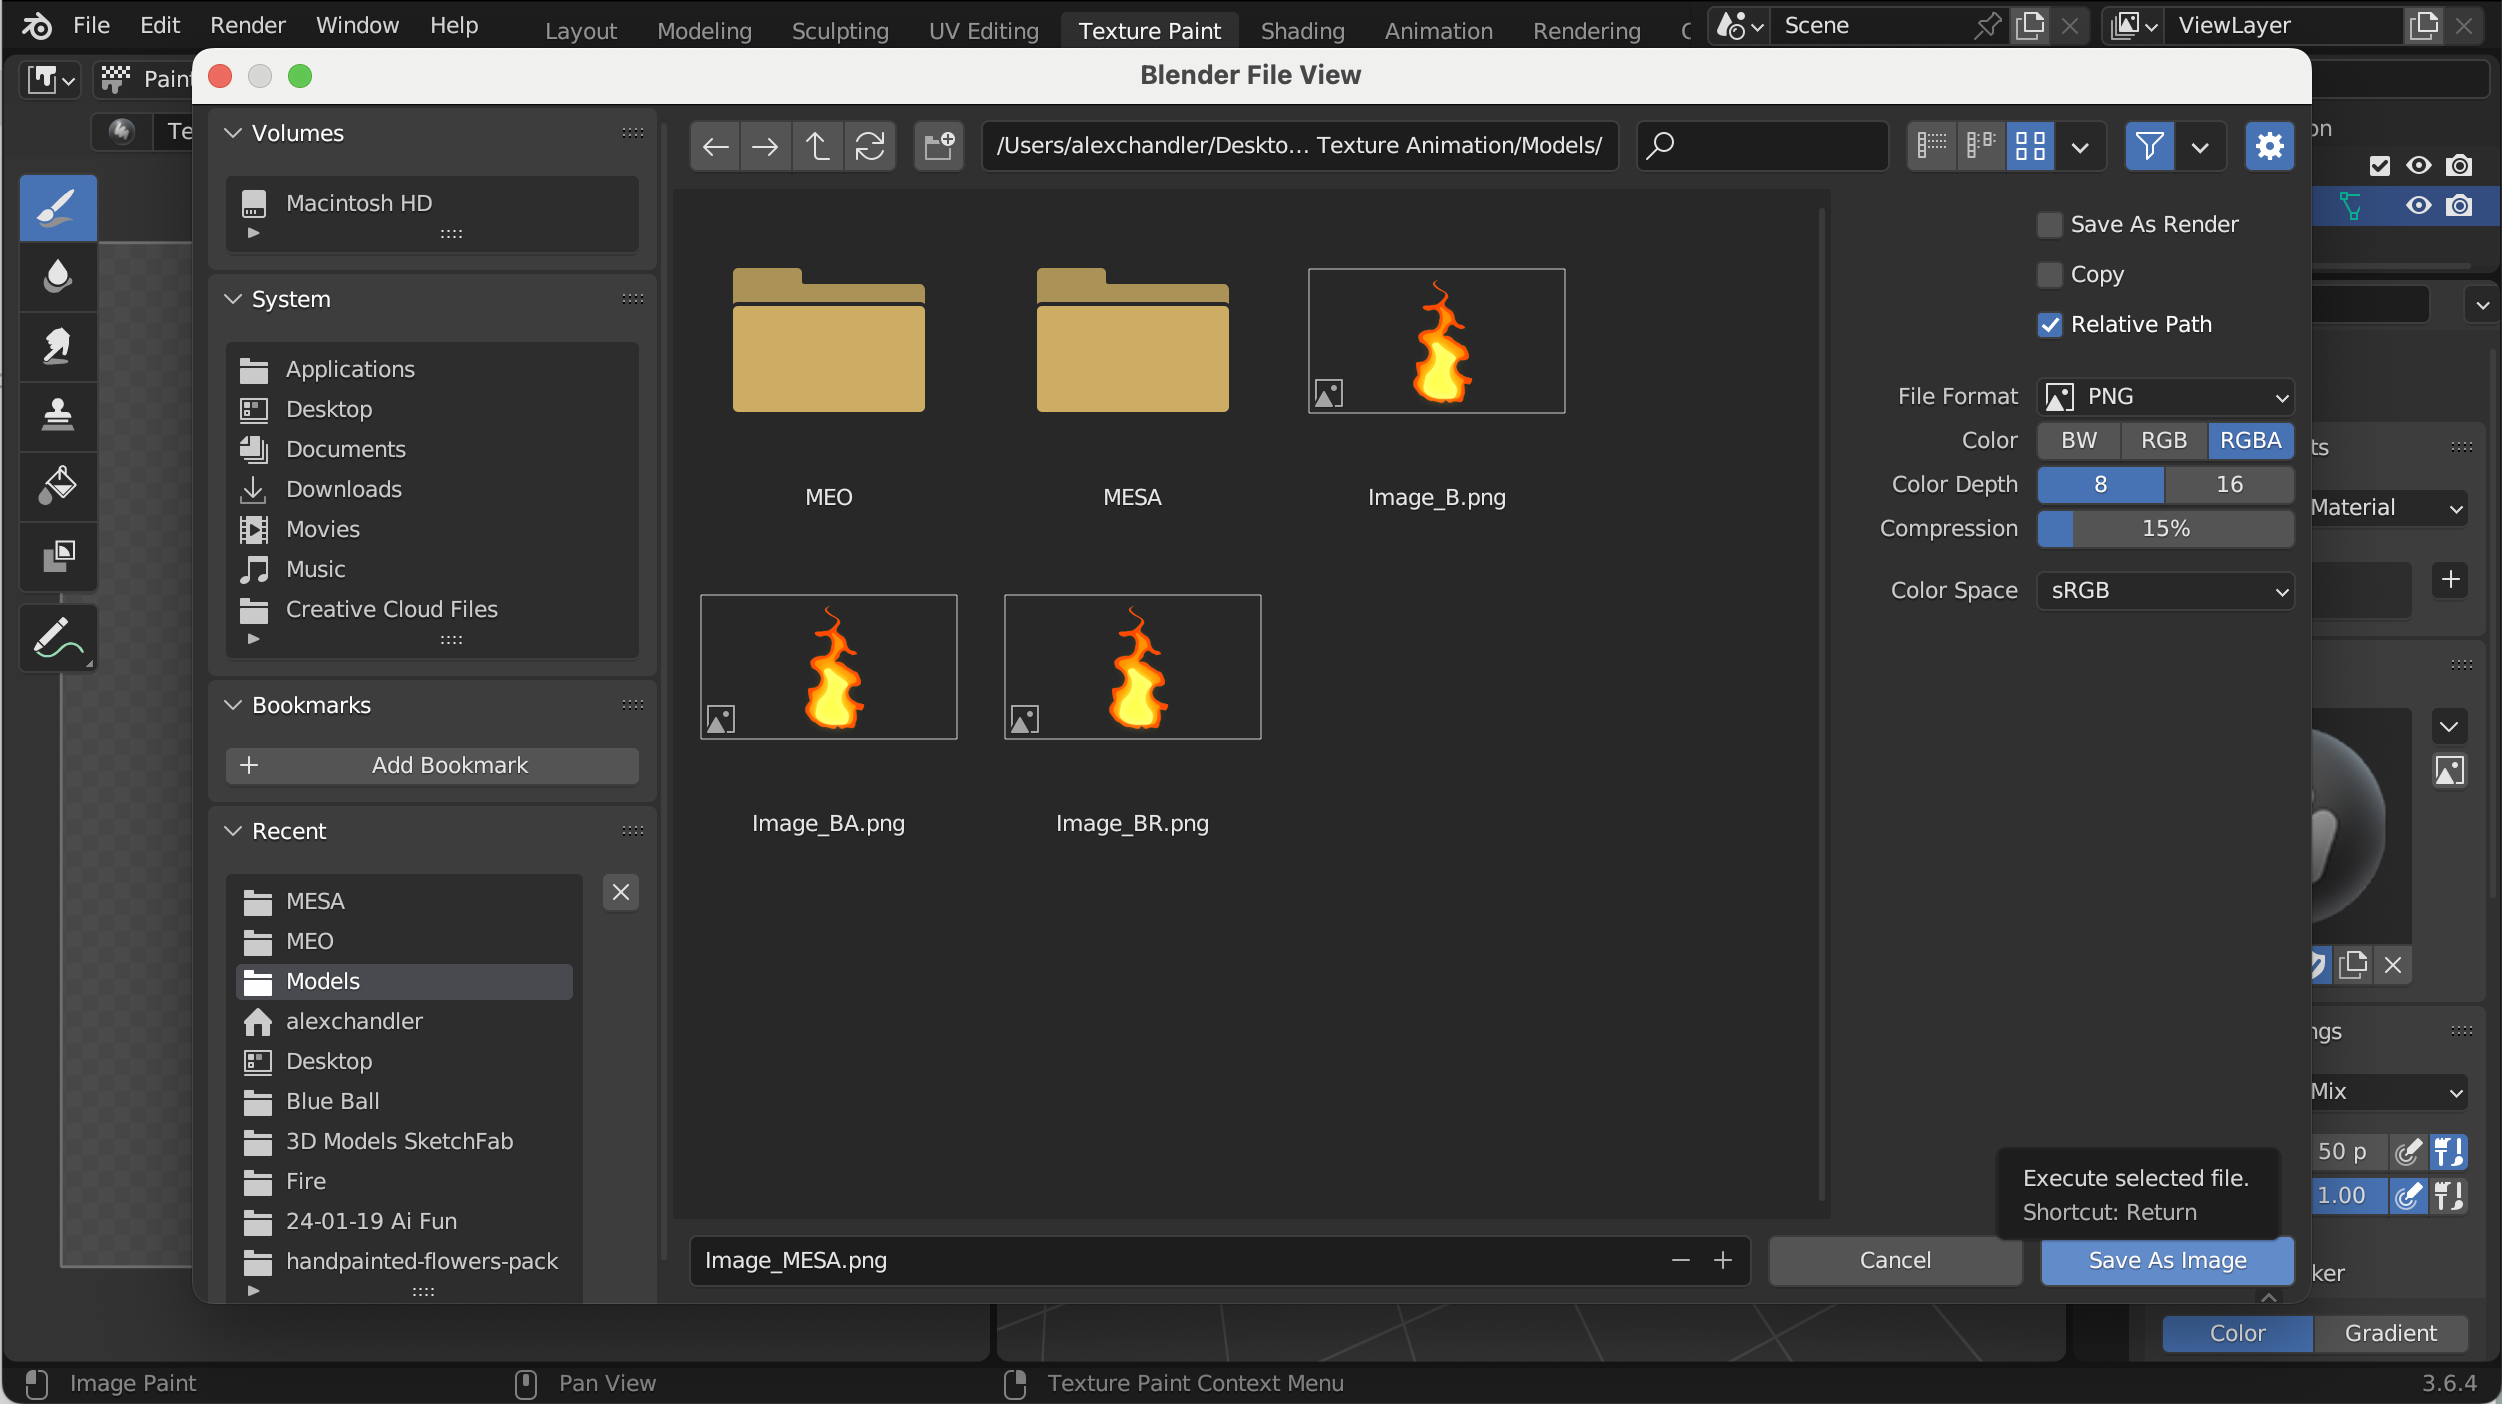 File Edit Render Window Help
Layout Modeling Sculpting UV Editing Texture Paint Shading Animation Rendering
Scene
ViewLayer
Blender File View
Volumes
Macintosh HD
System
Applications
Desktop
Documents
Downloads
Movies
Music
Creative Cloud Files
Bookmarks
Add Bookmark
Recent
MESA
MEO
Models
alexchandler
Desktop
Blue Ball
3D Models SketchFab
Fire
24-01-19 Ai Fun
handpainted-flowers-pack
/Users/alexchandler/Deskto... Texture Animation/Models/
MEO
MESA
Image_B.png
Image_BA.png
Image_BR.png
Save As Render
Copy
Relative Path
File Format PNG
Color BW RGB RGBA
Color Depth 8 16
Compression 15%
Color Space sRGB
Execute selected file.
Shortcut: Return
Image_MESA.png
Cancel
Save As Image
Material
Mix
50 p
1.00
Color Gradient
Image Paint
Pan View
Texture Paint Context Menu
3.6.4